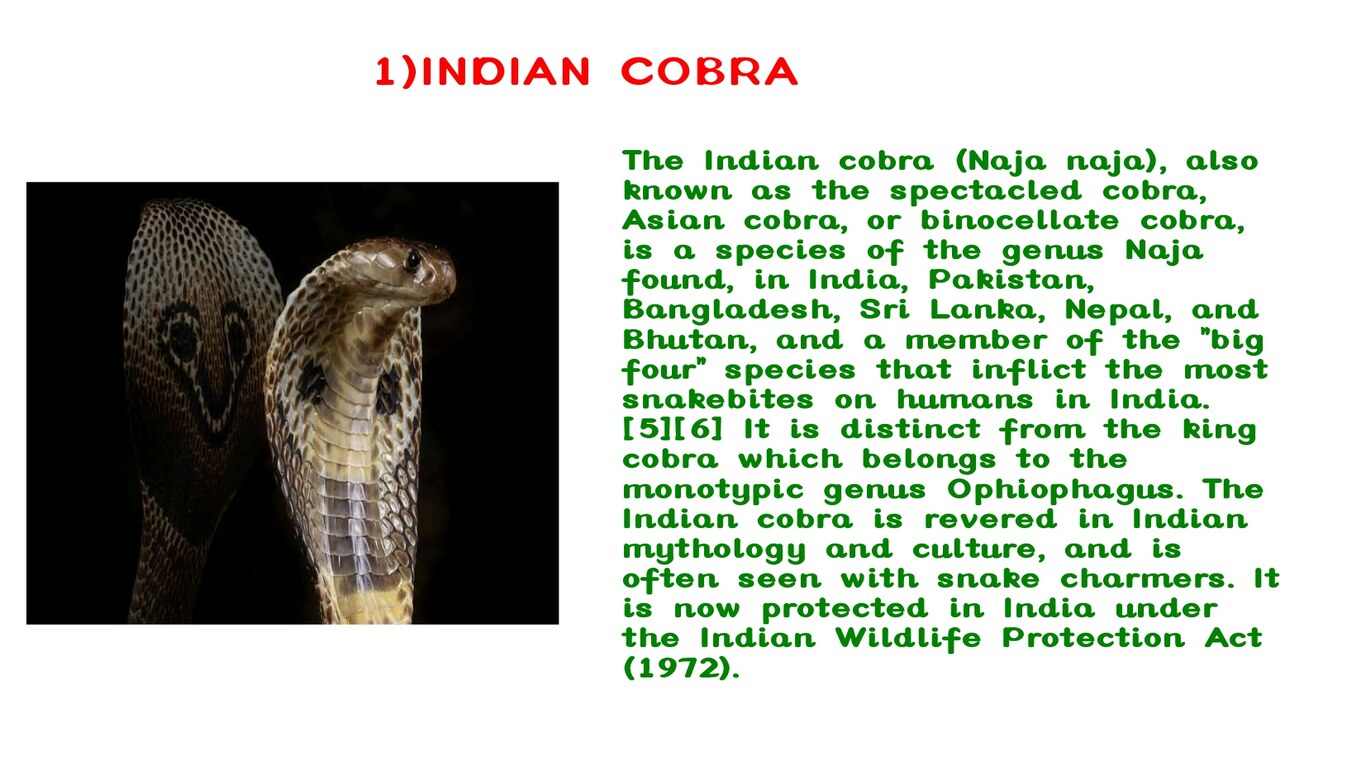 1)INDIAN COBRA
The Indian cobra (Naja naja), also
known as the spectacled cobra,
Asian cobra, or binocellate cobra,
is a species of the genus Naja
found, in India, Pakistan,
Bangladesh, Sri Lanka, Nepal, and
Bhutan, and a member of the "big
four" species that inflict the most
snakebites on humans in India.
[5][6] It is distinct from the king
cobra which belongs to the
monotypic genus Ophiophagus. The
Indian cobra is revered in Indian
mythology and culture, and is
often seen with snake charmers. It
is now protected in India under
the Indian Wildlife Protection Act
(1972).